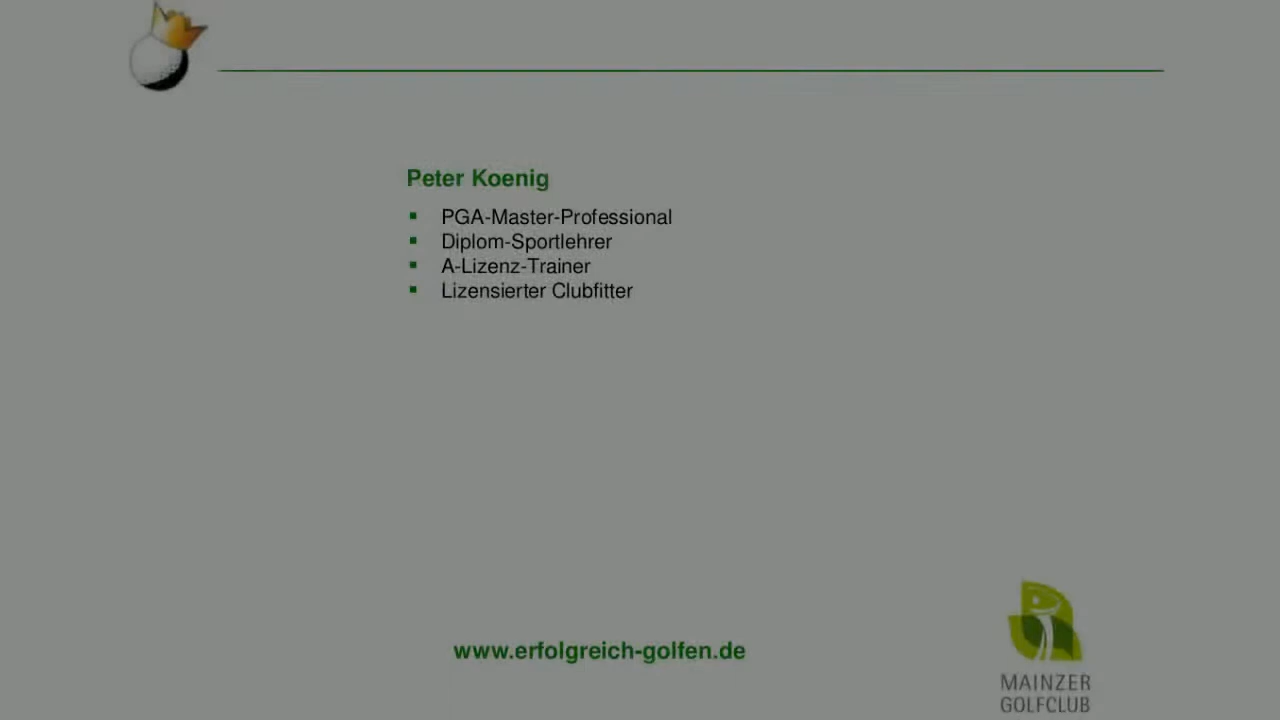 Peter Koenig
PGA-Master-Professional
Diplom-Sportlehrer
A-Lizenz-Trainer
Lizensierter Clubfitter
www.erfolgreich-golfen.de
MAINZER
GOLFCLUB